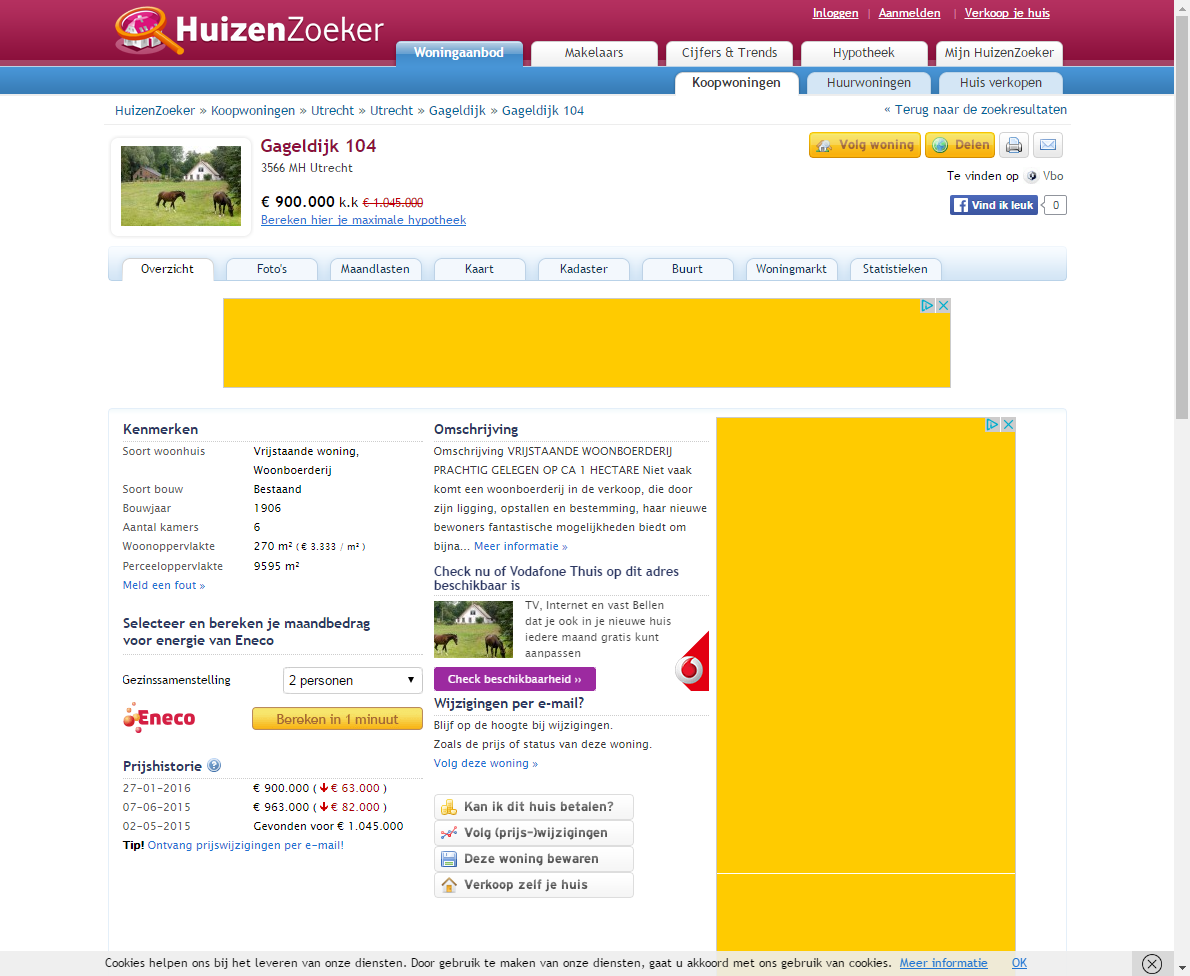 Inloggen | Aanmelden | Verkoop je huis
HuizenZoeker
Woningaanbod Makelaars Cijfers & Trends Hypotheek Mijn HuizenZoeker
Koopwoningen Huurwoningen Huis verkopen
HuizenZoeker » Koopwoningen » Utrecht » Utrecht » Gageldijk » Gageldijk 104
« Terug naar de zoekresultaten
Gageldijk 104
3566 MH Utrecht
€ 900.000 k.k € 1.045.000
Bereken hier je maximale hypotheek
Volg woning Delen
Te vinden op Vbo
Vind ik leuk 0
Overzicht Foto's Maandlasten Kaart Kadaster Buurt Woningmarkt Statistieken
Kenmerken
Soort woonhuis Vrijstaande woning,
Woonboerderij
Soort bouw Bestaand
Bouwjaar 1906
Aantal kamers 6
Woonoppervlakte 270 m² ( € 3.333 / m² )
Perceeloppervlakte 9595 m²
Meld een fout »
Selecteer en bereken je maandbedrag
voor energie van Eneco
Gezinssamenstelling 2 personen
Eneco Bereken in 1 minuut
Prijshistorie ?
27-01-2016 € 900.000 ( € 63.000 )
07-06-2015 € 963.000 ( € 82.000 )
02-05-2015 Gevonden voor € 1.045.000
Tip! Ontvang prijswijzigingen per e-mail!
Omschrijving
Omschrijving VRIJSTAANDE WOONBOERDERIJ
PRACHTIG GELEGEN OP CA 1 HECTARE Niet vaak
komt een woonboerderij in de verkoop, die door
zijn ligging, opstallen en bestemming, haar nieuwe
bewoners fantastische mogelijkheden biedt om
bijna... Meer informatie »
Check nu of Vodafone Thuis op dit adres
beschikbaar is
TV, Internet en vast Bellen
dat je ook in je nieuwe huis
iedere maand gratis kunt
aanpassen
Check beschikbaarheid ››
Wijzigingen per e-mail?
Blijf op de hoogte bij wijzigingen.
Zoals de prijs of status van deze woning.
Volg deze woning »
Kan ik dit huis betalen?
Volg (prijs-)wijzigingen
Deze woning bewaren
Verkoop zelf je huis
Cookies helpen ons bij het leveren van onze diensten. Door gebruik te maken van onze diensten, gaat u akkoord met ons gebruik van cookies. Meer informatie OK